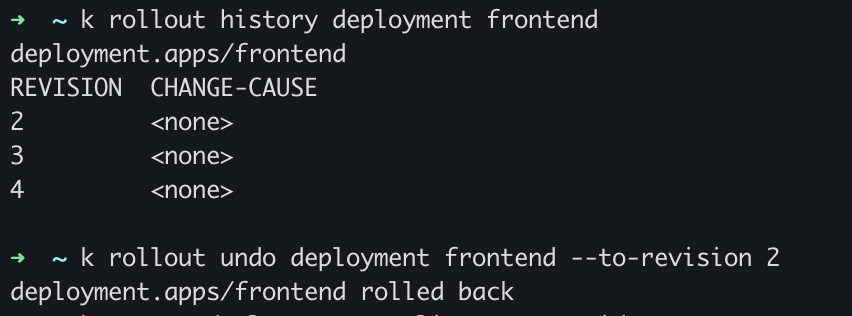 ➜  ~ k rollout history deployment frontend
deployment.apps/frontend
REVISION  CHANGE-CAUSE
2         <none>
3         <none>
4         <none>
➜  ~ k rollout undo deployment frontend --to-revision 2
deployment.apps/frontend rolled back